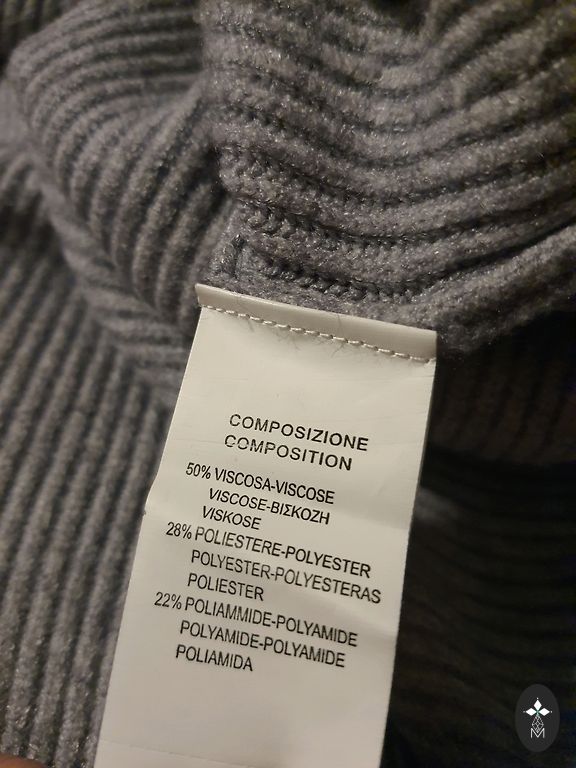 COMPOSIZIONE
COMPOSITION
50% VISCOSA-VISCOSE
VISCOSE-ΒΙΣΚΟΖΗ
VISKOSE
28% POLIESTERE-POLYESTER
POLYESTER-POLYESTERAS
POLIESTER
22% POLIAMMIDE-POLYAMIDE
POLYAMIDE-POLYAMIDE
POLIAMIDA
M